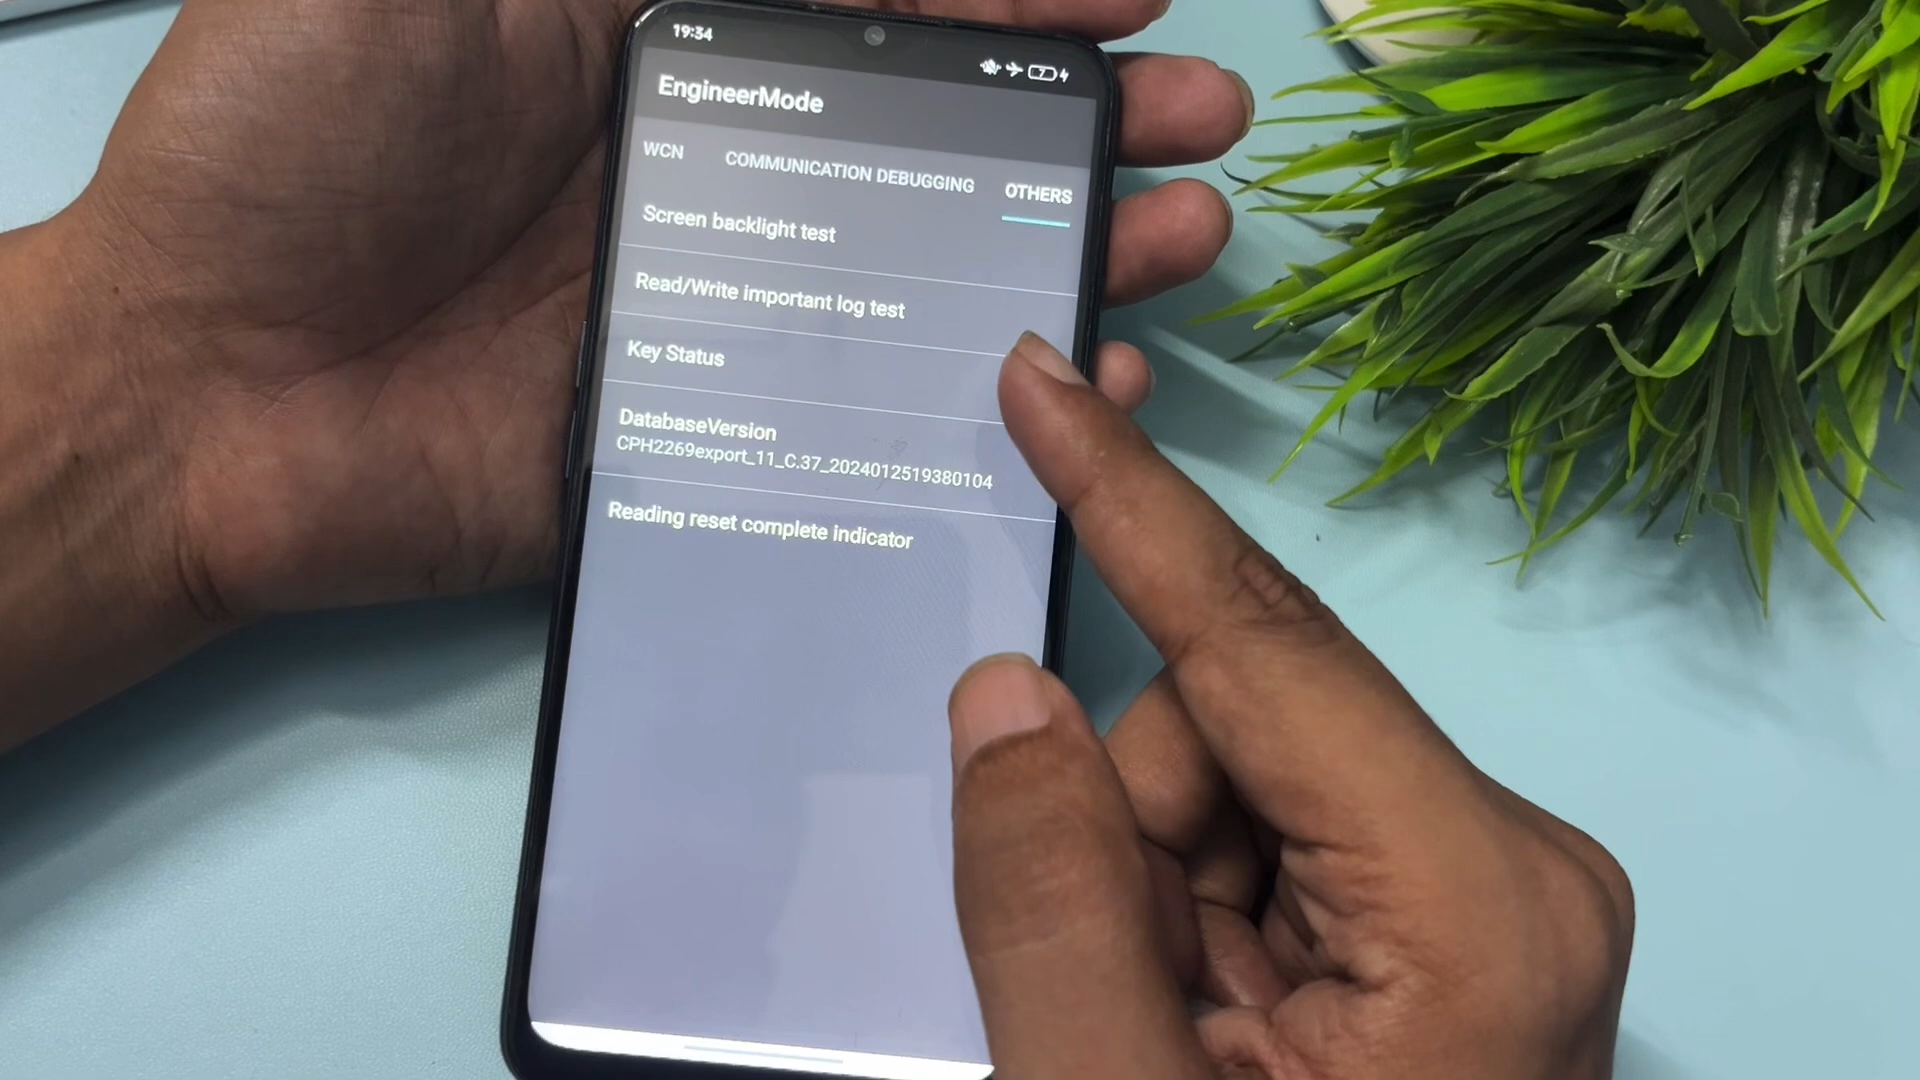 19:34
7
EngineerMode
WCN COMMUNICATION DEBUGGING OTHERS
Screen backlight test
Read/Write important log test
Key Status
DatabaseVersion
CPH2269export_11_C.37_2024012519380104
Reading reset complete indicator